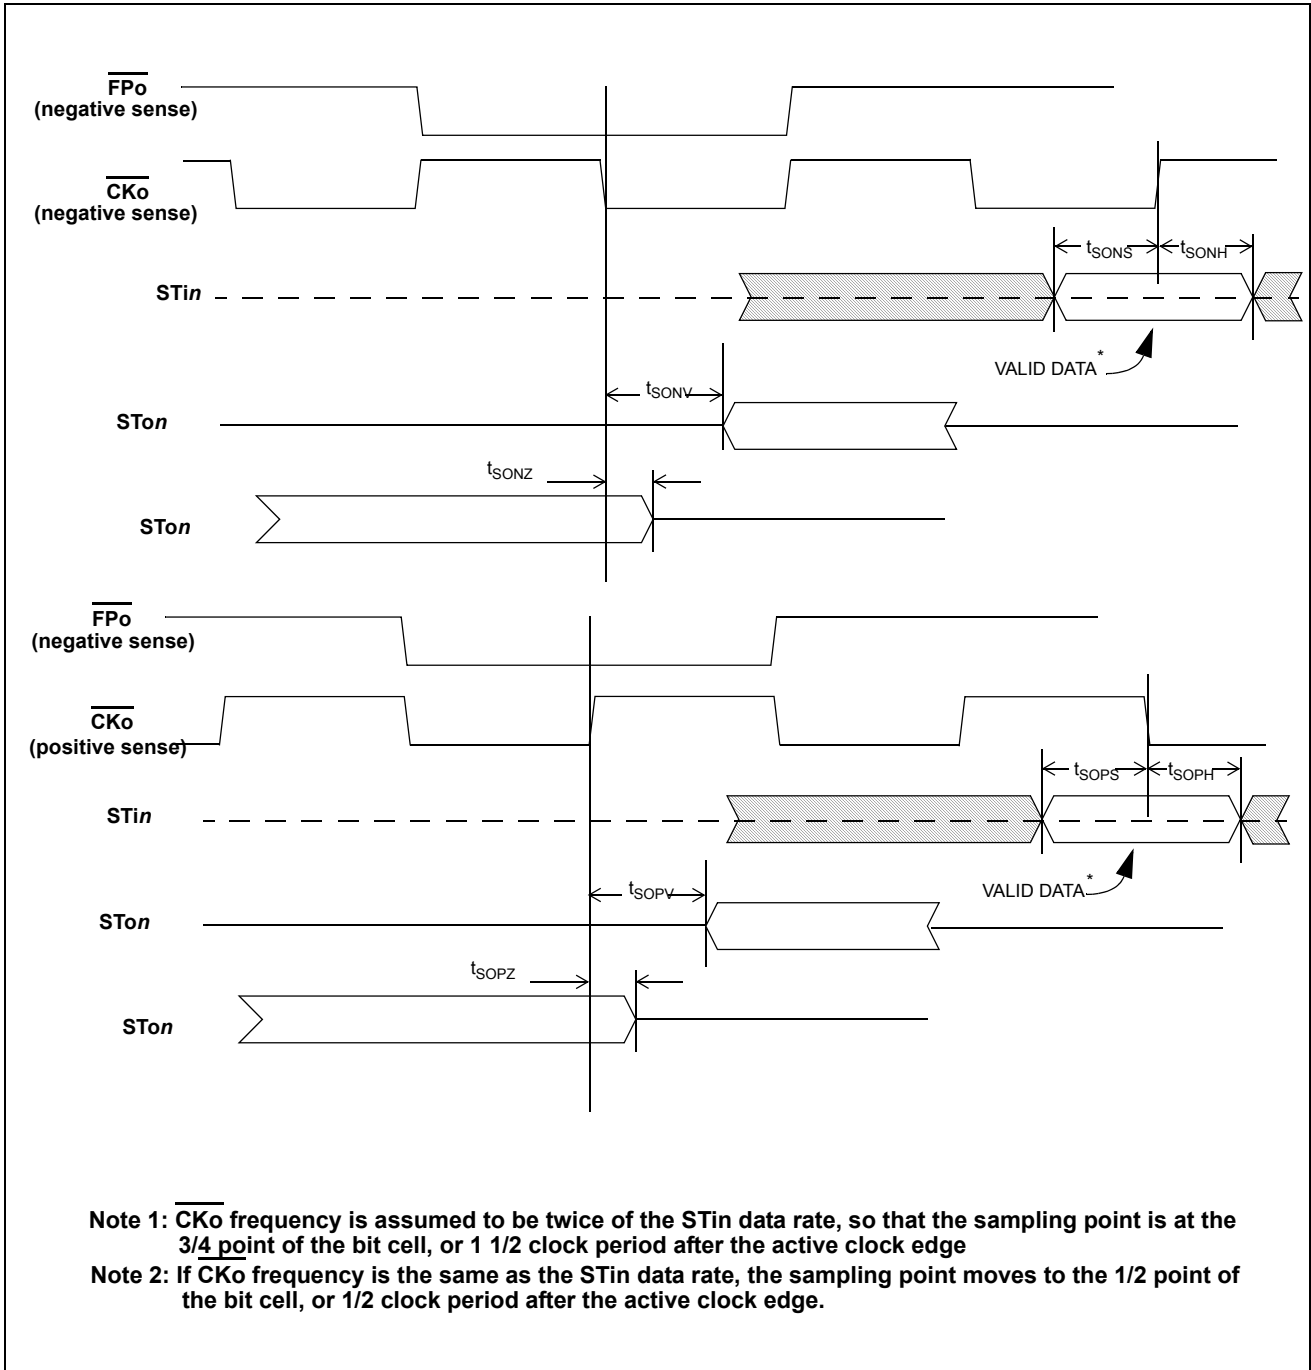 FPo
(negative sense)
CKo
(negative sense)
tSONS
tSONH
STin
VALID DATA*
tSONV
STon
tSONZ
STon
FPo
(negative sense)
CKo
(positive sense)
tSOPS
tSOPH
STin
VALID DATA*
tSOPV
STon
tSOPZ
STon
Note 1: CKo frequency is assumed to be twice of the STin data rate, so that the sampling point is at the
3/4 point of the bit cell, or 1 1/2 clock period after the active clock edge
Note 2: If CKo frequency is the same as the STin data rate, the sampling point moves to the 1/2 point of
the bit cell, or 1/2 clock period after the active clock edge.